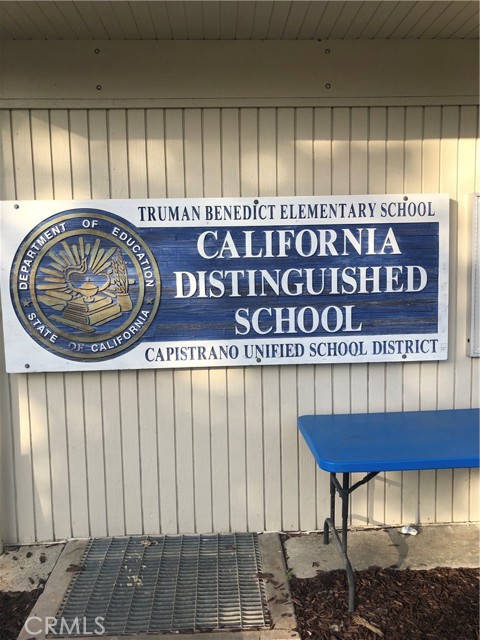 TRUMAN BENEDICT ELEMENTARY SCHOOL
DEPARTMENT OF EDUCATION
STATE OF CALIFORNIA
CALIFORNIA
DISTINGUISHED
SCHOOL
CAPISTRANO UNIFIED SCHOOL DISTRICT
CRMLS